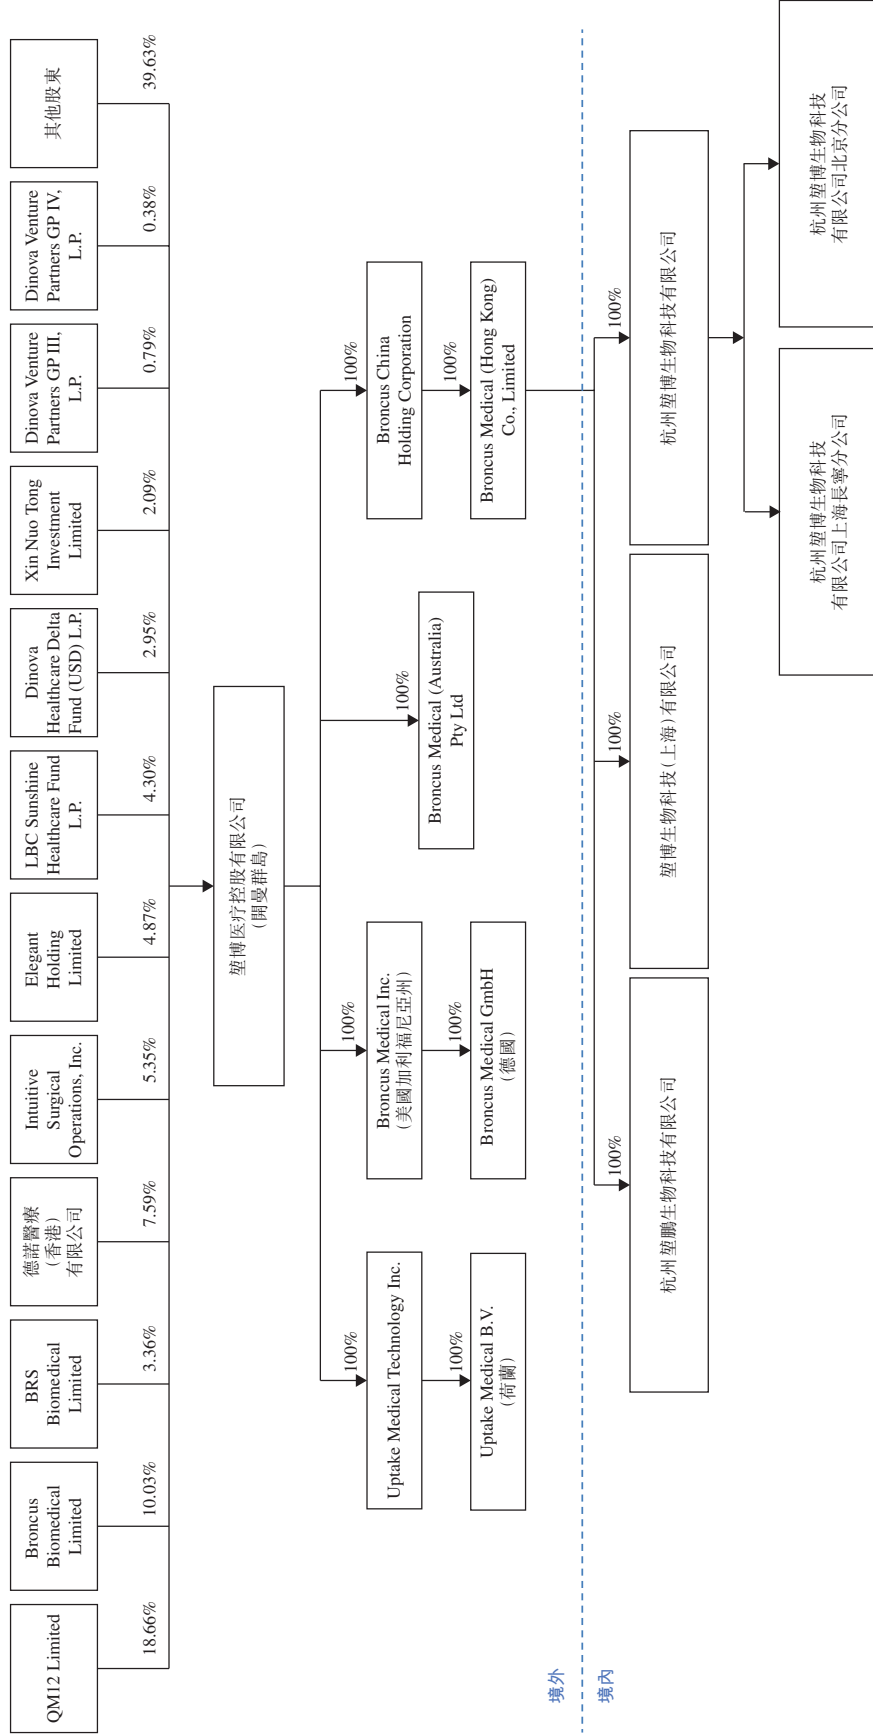 QM12 Limited
Broncus
Biomedical
Limited
BRS
Biomedical
Limited
德諾醫療
（香港）
有限公司
Intuitive
Surgical
Operations, Inc.
Elegant
Holding
Limited
LBC Sunshine
Healthcare Fund
L.P.
Dinova
Healthcare Delta
Fund (USD) L.P.
Xin Nuo Tong
Investment
Limited
Dinova Venture
Partners GP III,
L.P.
Dinova Venture
Partners GP IV,
L.P.
其他股東
18.66%
10.03%
3.36%
7.59%
5.35%
4.87%
4.30%
2.95%
2.09%
0.79%
0.38%
39.63%
堃博医疗控股有限公司
（開曼群島）
100%
100%
100%
100%
Uptake Medical Technology Inc.
Broncus Medical Inc.
（美國加利福尼亞州）
Broncus Medical (Australia)
Pty Ltd
Broncus China
Holding Corporation
100%
100%
100%
Uptake Medical B.V.
（荷蘭）
Broncus Medical GmbH
（德國）
Broncus Medical (Hong Kong)
Co., Limited
境外
境內
100%
100%
100%
杭州堃鵬生物科技有限公司
堃博生物科技（上海）有限公司
杭州堃博生物科技有限公司
杭州堃博生物科技
有限公司上海長寧分公司
杭州堃博生物科技
有限公司北京分公司